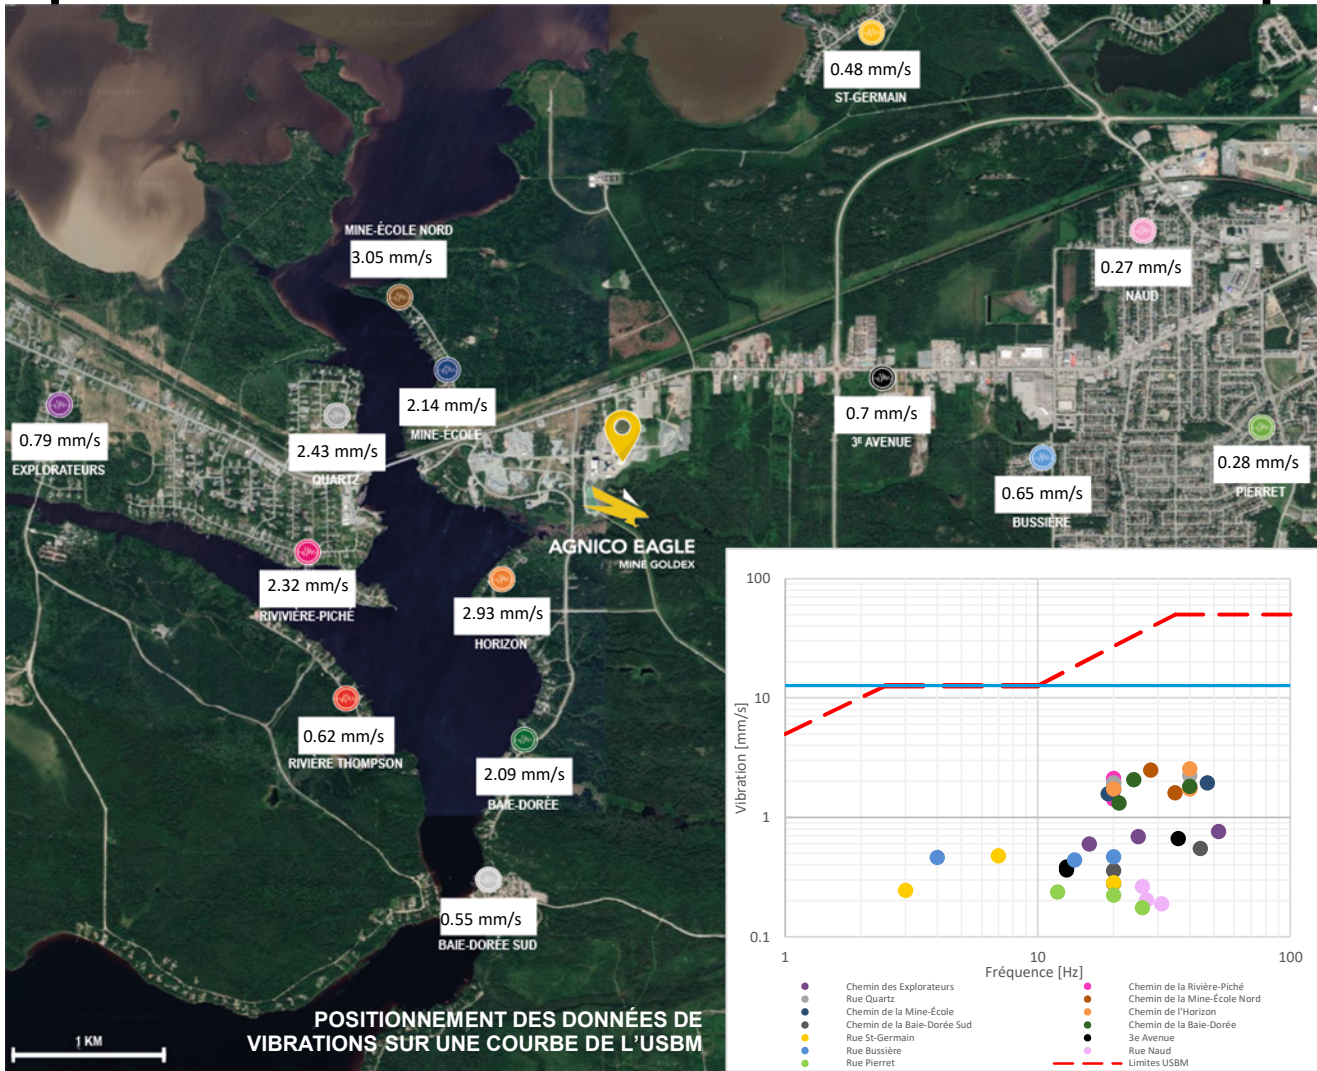 0.48 mm/s
ST-GERMAIN
MINE-ÉCOLE NORD
3.05 mm/s
0.27 mm/s
NAUD
2.14 mm/s
MINE-ÉCOLE
0.7 mm/s
3E AVENUE
0.79 mm/s
EXPLORATEURS
2.43 mm/s
QUARTZ
0.28 mm/s
PIERRET
0.65 mm/s
BUSSIÈRE
AGNICO EAGLE
MINE GOLDEX
2.32 mm/s
RIVIVIÈRE-PICHÉ
2.93 mm/s
HORIZON
0.62 mm/s
RIVIÈRE THOMPSON
2.09 mm/s
BAIE-DORÉE
0.55 mm/s
BAIE-DORÉE SUD
POSITIONNEMENT DES DONNÉES DE
VIBRATIONS SUR UNE COURBE DE L'USBM
1 KM
100
10
1
0.1
Vibration [mm/s]
1
10
100
Fréquence [Hz]
Chemin des Explorateurs
Chemin de la Rivière-Piché
Rue Quartz
Chemin de la Mine-École Nord
Chemin de la Mine-École
Chemin de l'Horizon
Chemin de la Baie-Dorée Sud
Chemin de la Baie-Dorée
Rue St-Germain
3e Avenue
Rue Bussière
Rue Naud
Rue Pierret
Limites USBM